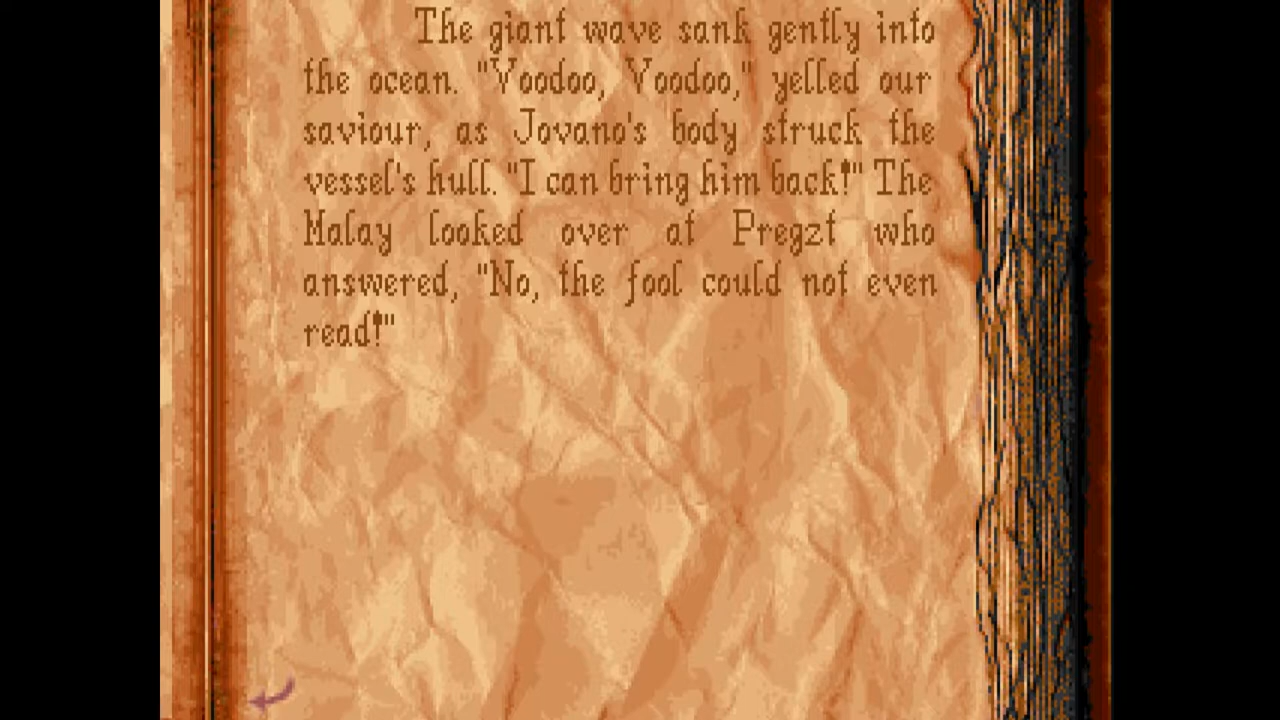 The giant wave sank gently into
the ocean. "Voodoo, Voodoo," yelled our
saviour, as Jovano's body struck the
vessel's hull. "I can bring him back!" The
Malay looked over at Pregzt who
answered, "No, the fool could not even
read!"